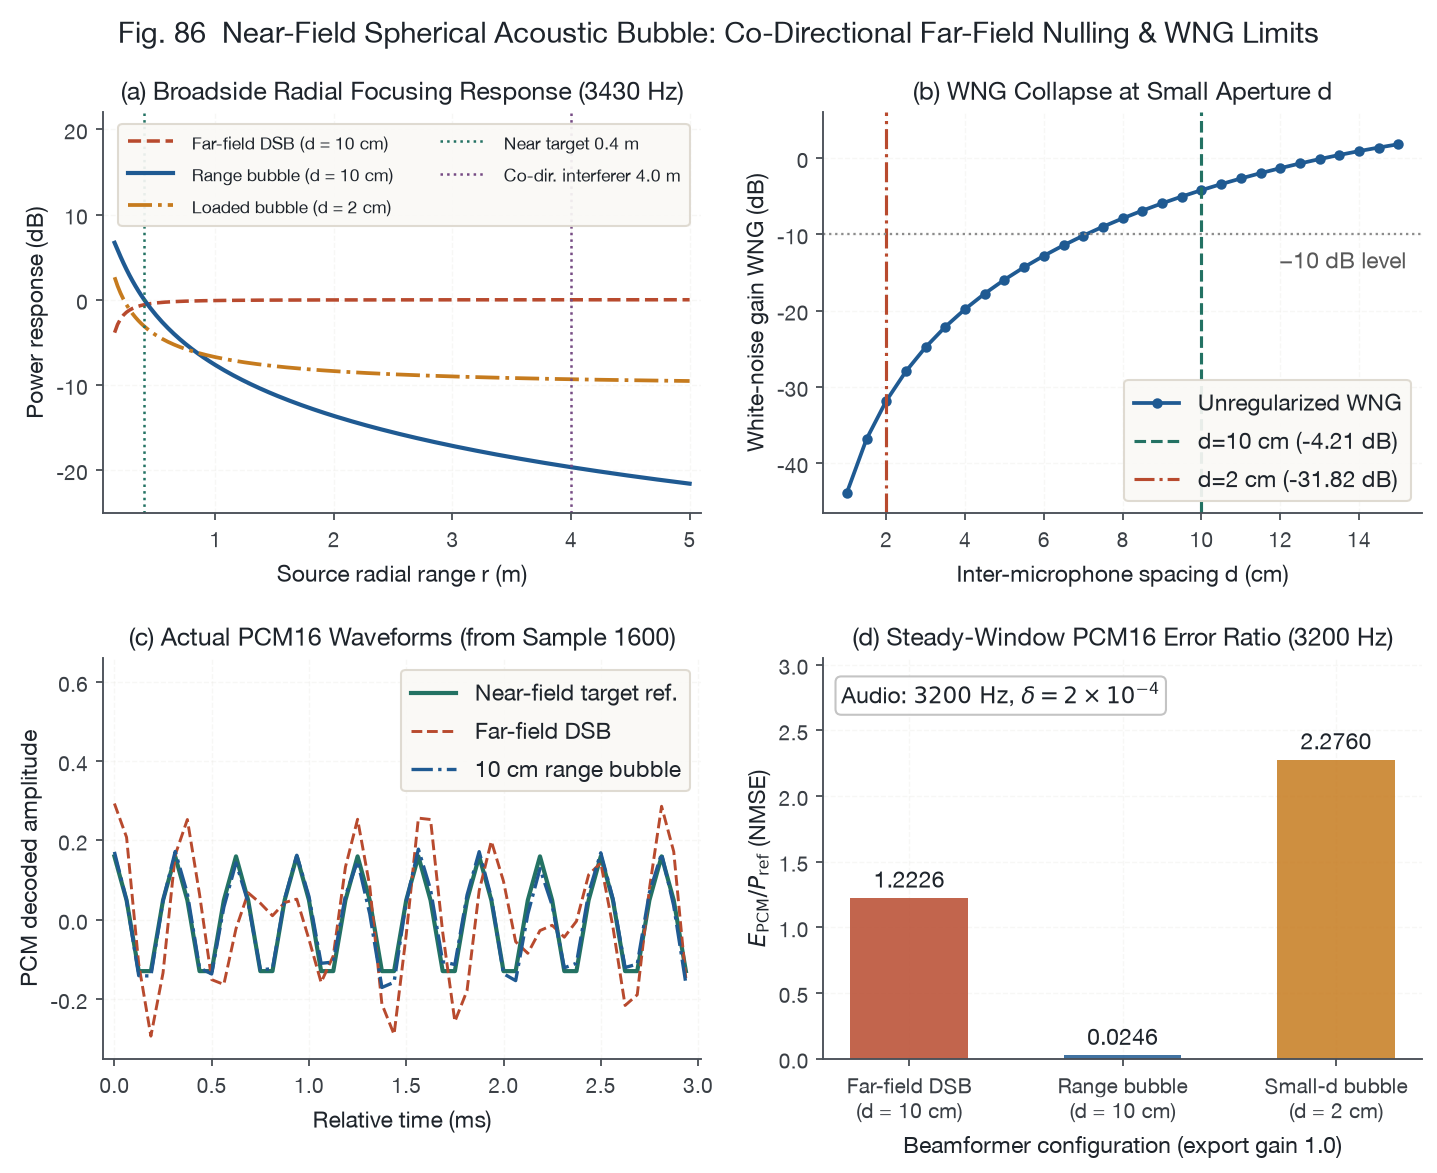 Fig. 86 Near-Field Spherical Acoustic Bubble: Co-Directional Far-Field Nulling & WNG Limits
(a) Broadside Radial Focusing Response (3430 Hz)
Power response (dB)
20
10
0
-10
-20
Far-field DSB (d = 10 cm)
Range bubble (d = 10 cm)
Loaded bubble (d = 2 cm)
Near target 0.4 m
Co-dir. interferer 4.0 m
1 2 3 4 5
Source radial range r (m)
(b) WNG Collapse at Small Aperture d
White-noise gain WNG (dB)
0
-10
-20
-30
-40
−10 dB level
Unregularized WNG
d=10 cm (-4.21 dB)
d=2 cm (-31.82 dB)
2 4 6 8 10 12 14
Inter-microphone spacing d (cm)
(c) Actual PCM16 Waveforms (from Sample 1600)
PCM decoded amplitude
0.6
0.4
0.2
0.0
-0.2
Near-field target ref.
Far-field DSB
10 cm range bubble
0.0 0.5 1.0 1.5 2.0 2.5 3.0
Relative time (ms)
(d) Steady-Window PCM16 Error Ratio (3200 Hz)
E_PCM/P_ref (NMSE)
3.0
2.5
2.0
1.5
1.0
0.5
0.0
Audio: 3200 Hz, δ = 2 × 10⁻⁴
1.2226
0.0246
2.2760
Far-field DSB
(d = 10 cm)
Range bubble
(d = 10 cm)
Small-d bubble
(d = 2 cm)
Beamformer configuration (export gain 1.0)